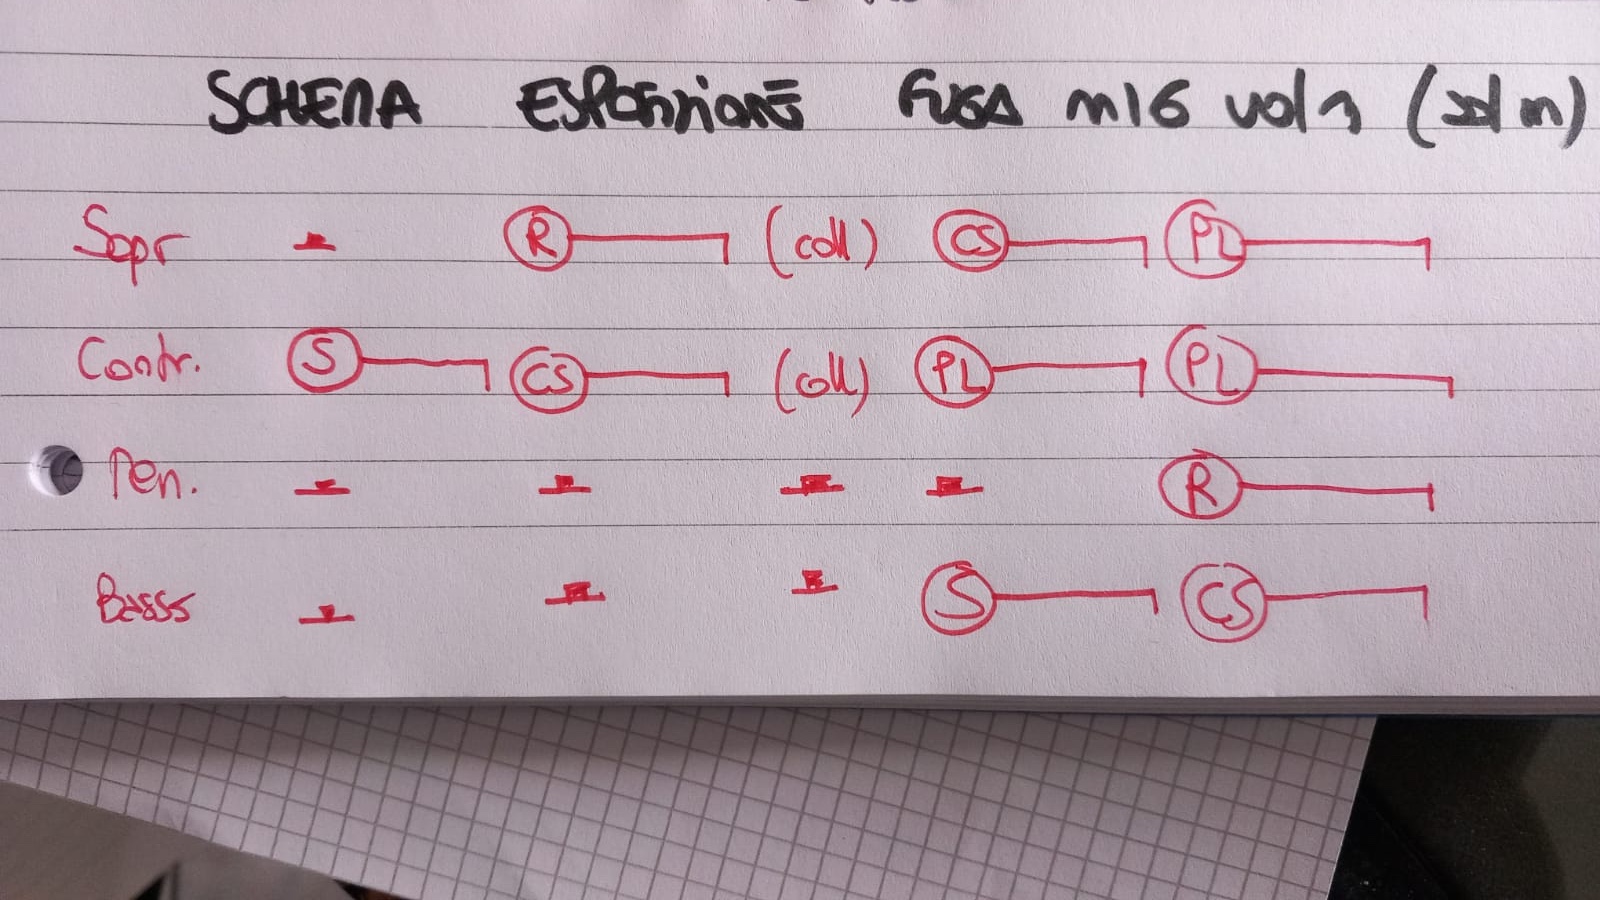 SCHEMA ESPOSIZIONE FUGA n16 vol 1 (sol m)
Sopr R (coll) CS PL
Contr. S CS (coll) PL PL
Ten. R
Basso S CS